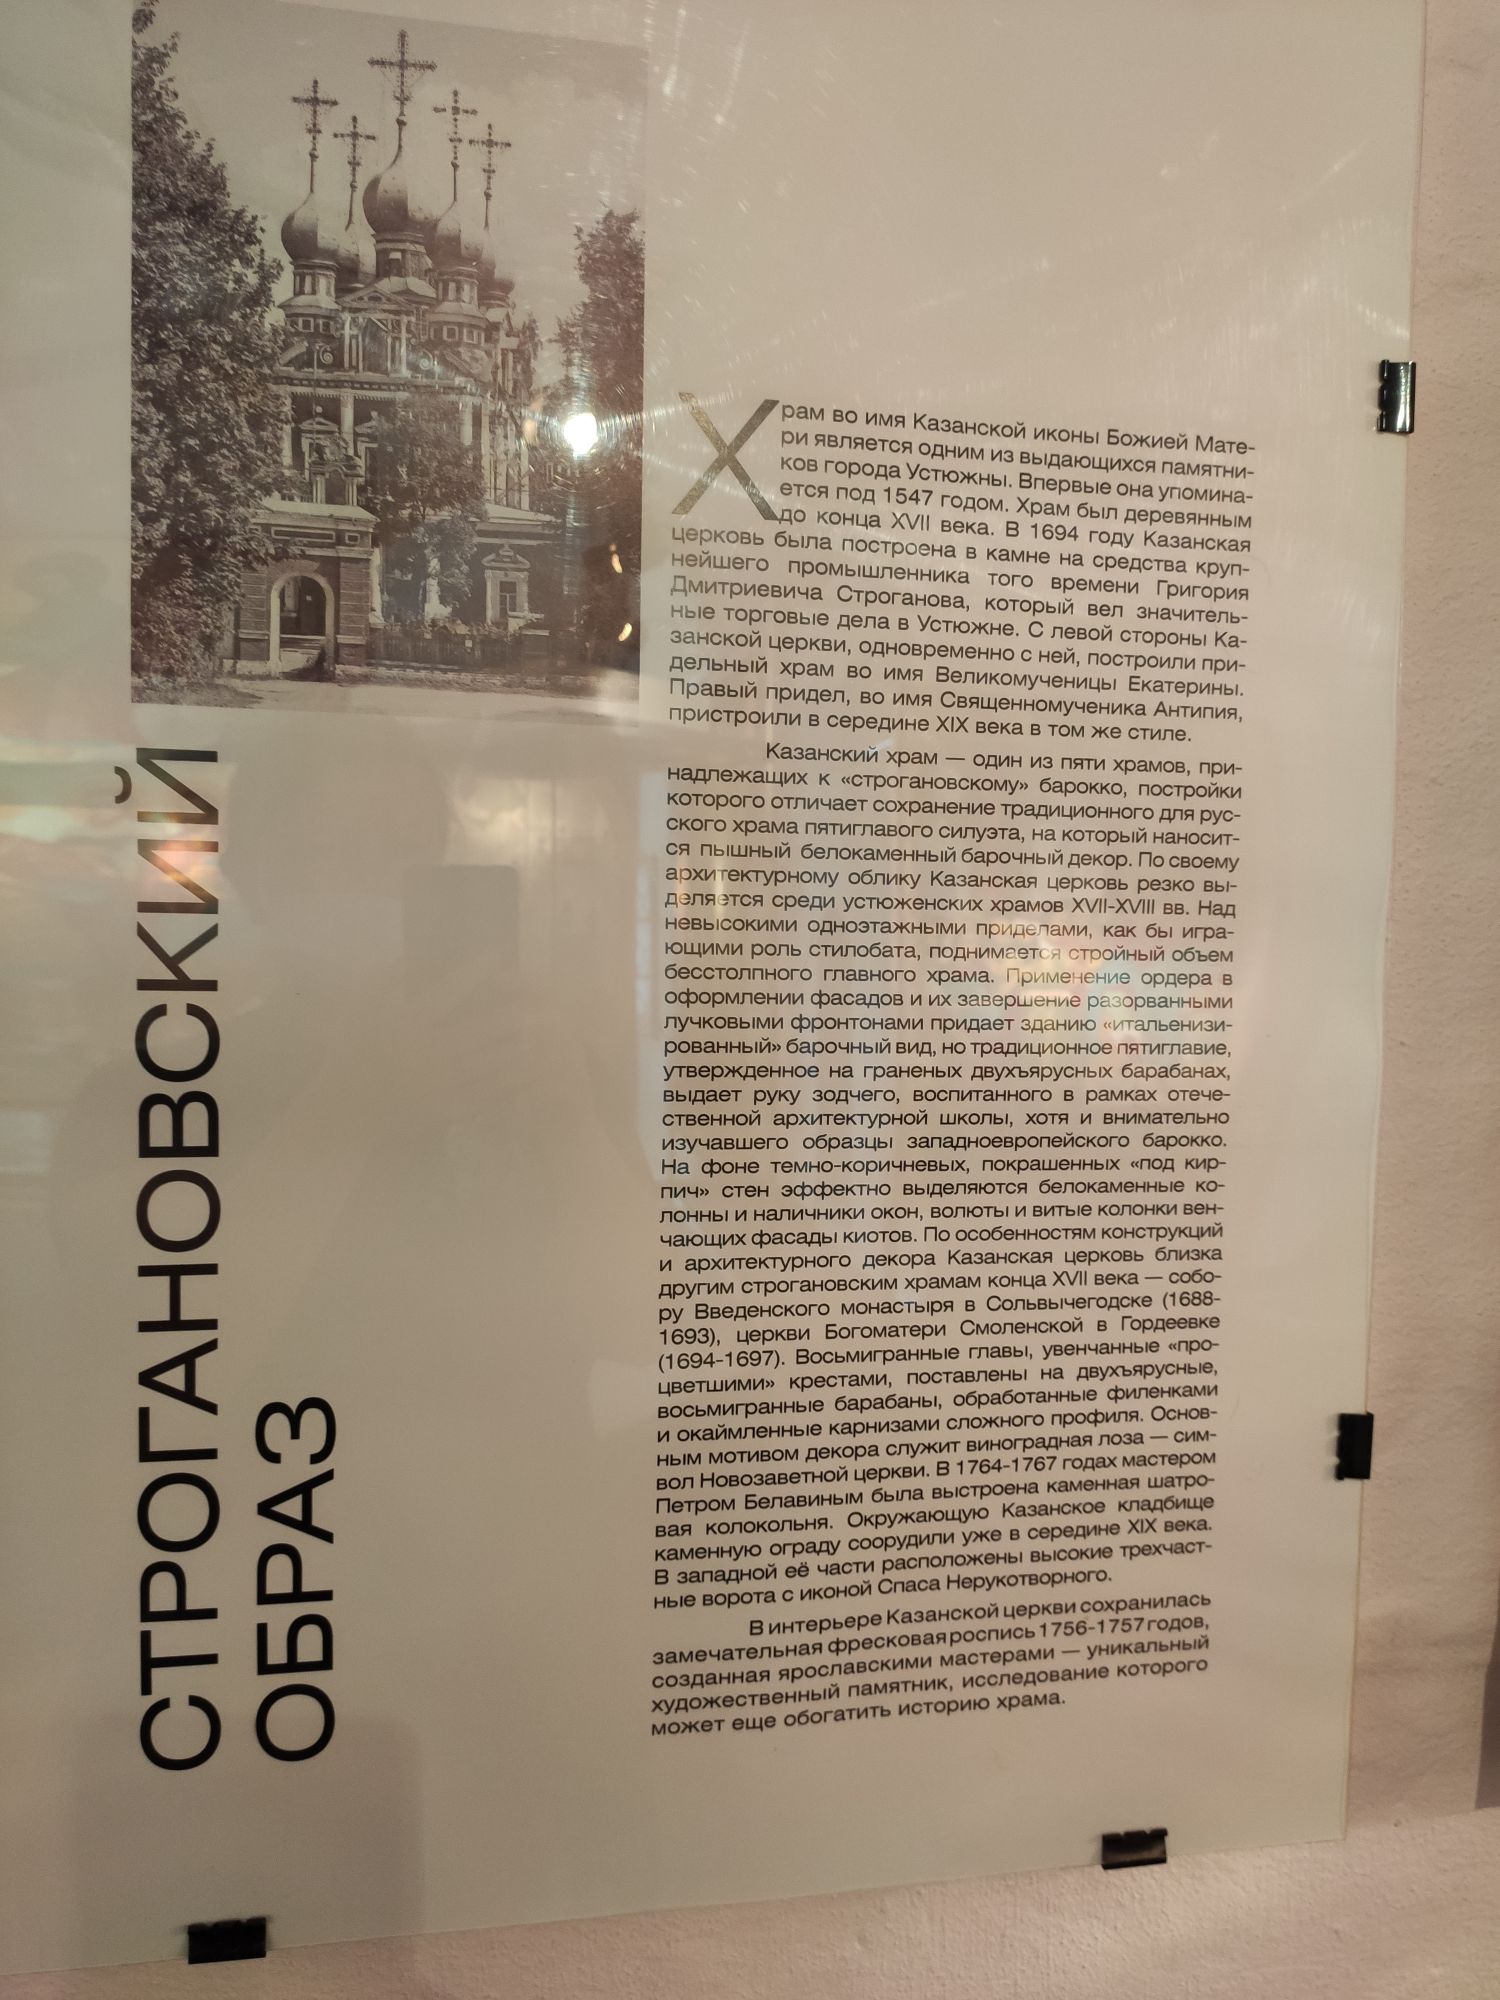 СТРОГАНОВСКИЙ
ОБРАЗ
Храм во имя Казанской иконы Божией Мате-
ри является одним из выдающихся памятни-
ков города Устюжны. Впервые она упомина-
ется под 1547 годом. Храм был деревянным
до конца XVII века. В 1694 году Казанская
церковь была построена в камне на средства круп-
нейшего промышленника того времени Григория
Дмитриевича Строганова, который вел значитель-
ные торговые дела в Устюжне. С левой стороны Ка-
занской церкви, одновременно с ней, построили при-
дельный храм во имя Великомученицы Екатерины.
Правый придел, во имя Священномученика Антипия,
пристроили в середине XIX века в том же стиле.
Казанский храм — один из пяти храмов, при-
надлежащих к «строгановскому» барокко, постройки
которого отличает сохранение традиционного для рус-
ского храма пятиглавого силуэта, на который наносит-
ся пышный белокаменный барочный декор. По своему
архитектурному облику Казанская церковь резко вы-
деляется среди устюженских храмов XVII-XVIII вв. Над
невысокими одноэтажными приделами, как бы игра-
ющими роль стилобата, поднимается стройный объем
бесстолпного главного храма. Применение ордера в
оформлении фасадов и их завершение разорванными
лучковыми фронтонами придает зданию «итальенизи-
рованный» барочный вид, но традиционное пятиглавие,
утвержденное на граненых двухъярусных барабанах,
выдает руку зодчего, воспитанного в рамках отече-
ственной архитектурной школы, хотя и внимательно
изучавшего образцы западноевропейского барокко.
На фоне темно-коричневых, покрашенных «под кир-
пич» стен эффектно выделяются белокаменные ко-
лонны и наличники окон, волюты и витые колонки вен-
чающих фасады киотов. По особенностям конструкций
и архитектурного декора Казанская церковь близка
другим строгановским храмам конца XVII века — собо-
ру Введенского монастыря в Сольвычегодске (1688-
1693), церкви Богоматери Смоленской в Гордеевке
(1694-1697). Восьмигранные главы, увенчанные «про-
цветшими» крестами, поставлены на двухъярусные,
восьмигранные барабаны, обработанные филенками
и окаймленные карнизами сложного профиля. Основ-
ным мотивом декора служит виноградная лоза — сим-
вол Новозаветной церкви. В 1764-1767 годах мастером
Петром Белавиным была выстроена каменная шатро-
вая колокольня. Окружающую Казанское кладбище
каменную ограду соорудили уже в середине XIX века.
В западной её части расположены высокие трехчаст-
ные ворота с иконой Спаса Нерукотворного.
В интерьере Казанской церкви сохранилась
замечательная фресковая роспись 1756-1757 годов,
созданная ярославскими мастерами — уникальный
художественный памятник, исследование которого
может еще обогатить историю храма.